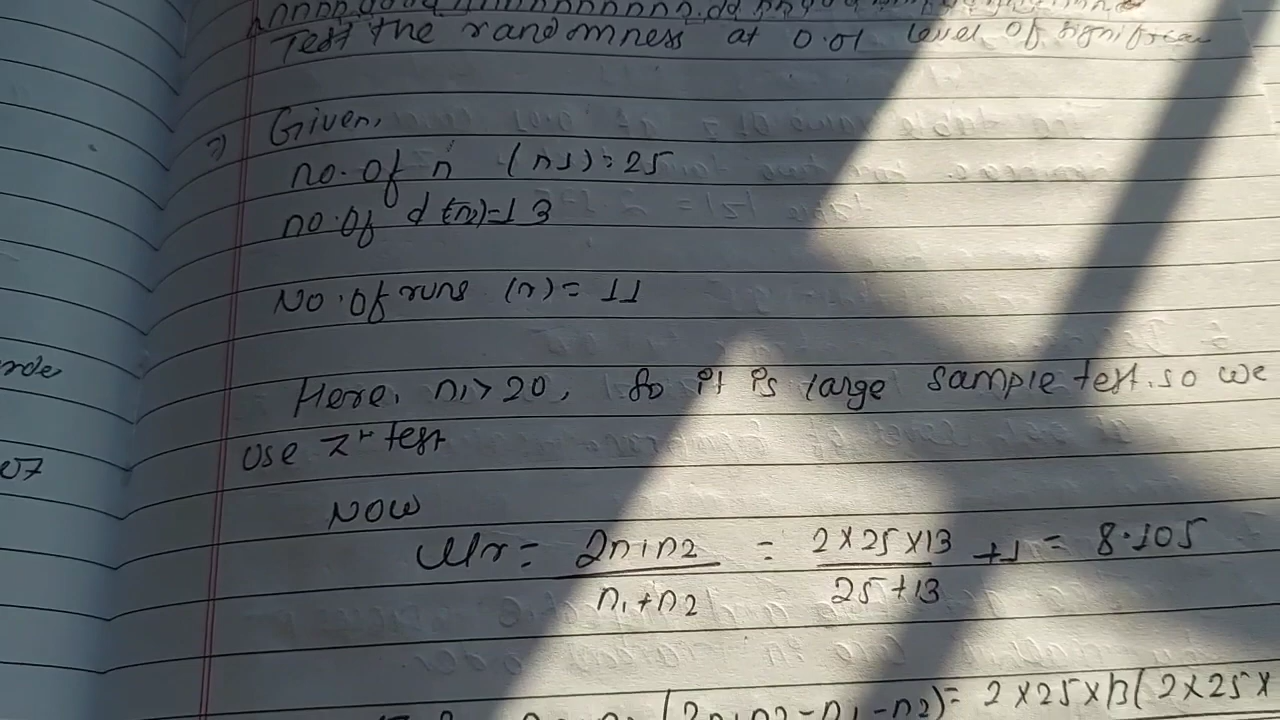 Test the randomness at 0.01 level of
Given,
no. of n (n1) = 25
no. of d (n2) = 13
No. of runs (r) = 11
rde
Here, n1 > 20, so it is large sample test. so we
07
use z test
NOW
μr = 2n1n2 / n1+n2 = 2×25×13 / 25+13 +1 = 8.105
(2n1n2-n1-n2) = 2×25×13(2×25×